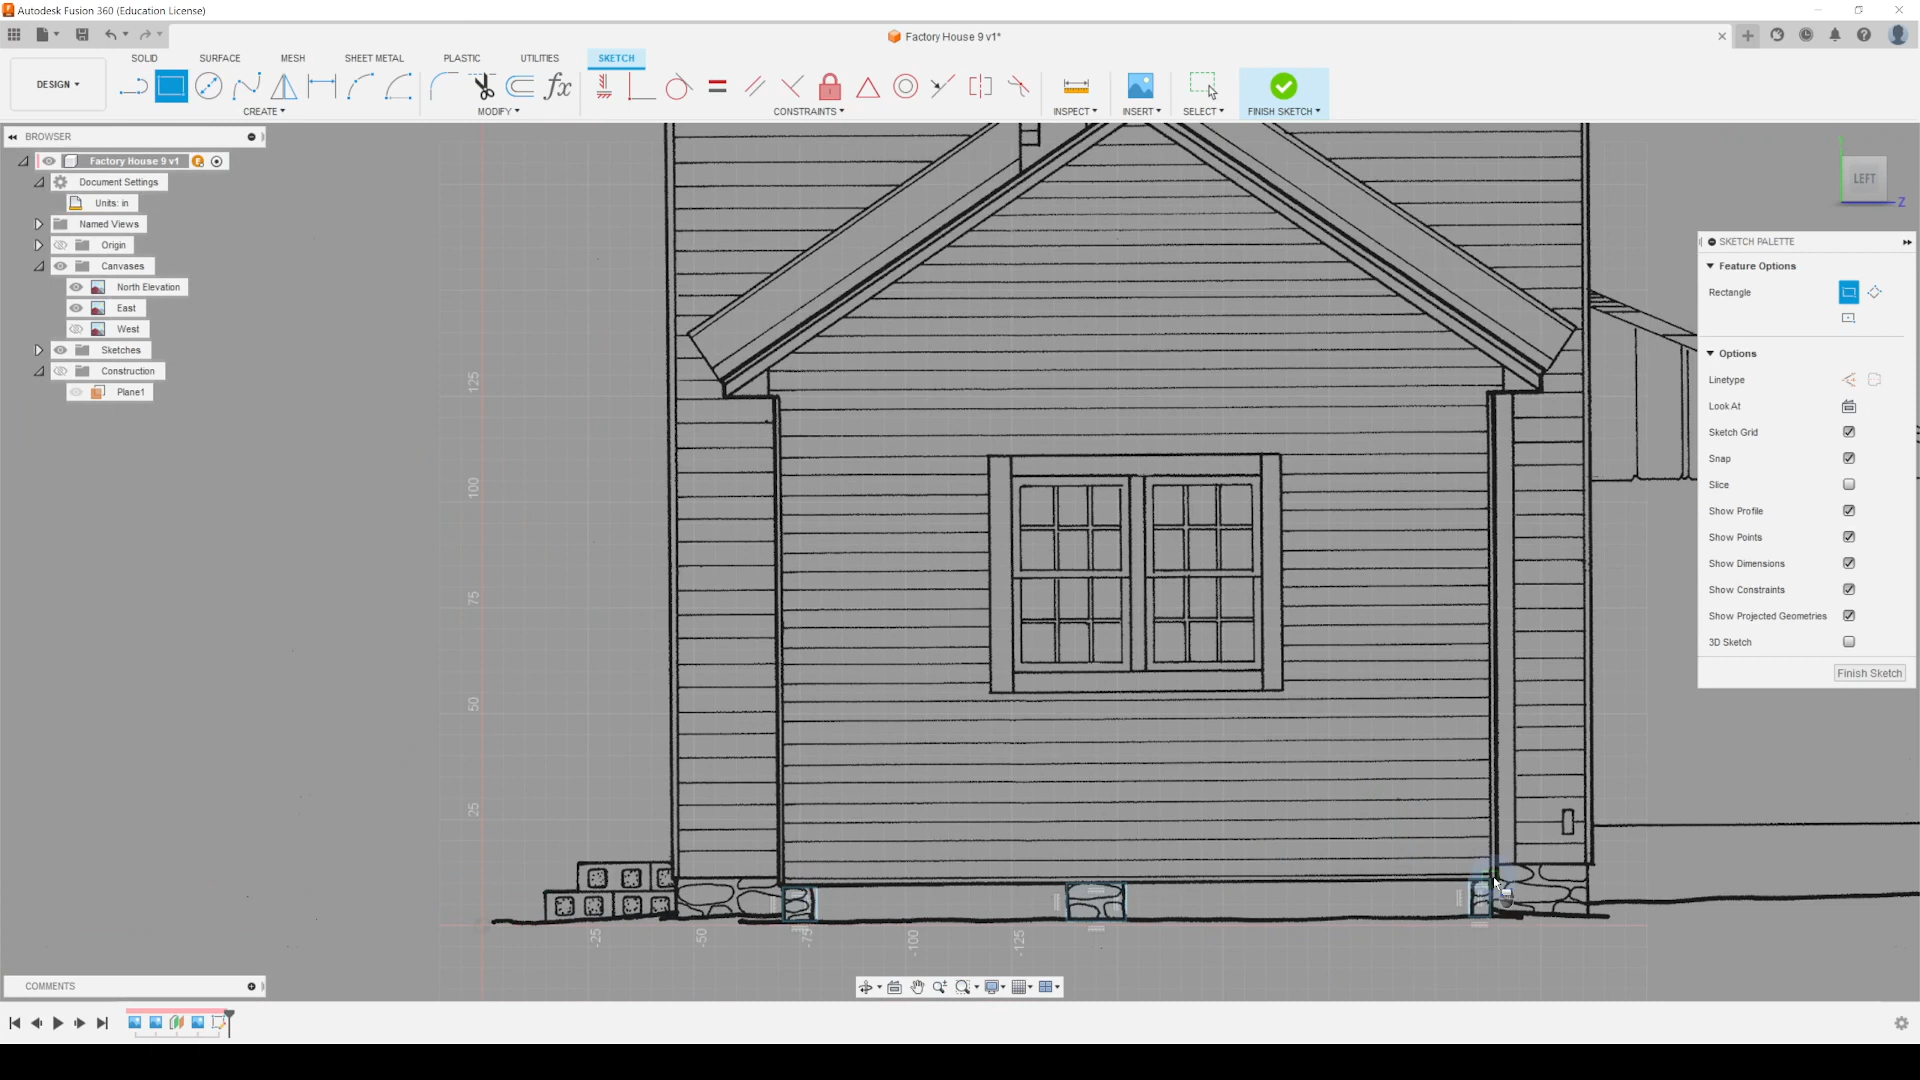 Autodesk Fusion 360 (Education License)
Factory House 9 v1*
SOLID SURFACE MESH SHEET METAL PLASTIC UTILITIES SKETCH
DESIGN
fx
CREATE MODIFY CONSTRAINTS INSPECT INSERT SELECT FINISH SKETCH
BROWSER
Factory House 9 v1
Document Settings
Units: in
Named Views
Origin
Canvases
North Elevation
East
West
Sketches
Construction
Plane1
LEFT
Z
SKETCH PALETTE
Feature Options
Rectangle
Options
Linetype
Look At
Sketch Grid
Snap
Slice
Show Profile
Show Points
Show Dimensions
Show Constraints
Show Projected Geometries
3D Sketch
Finish Sketch
125
100
75
50
25
-25
-50
-75
-100
-125
COMMENTS